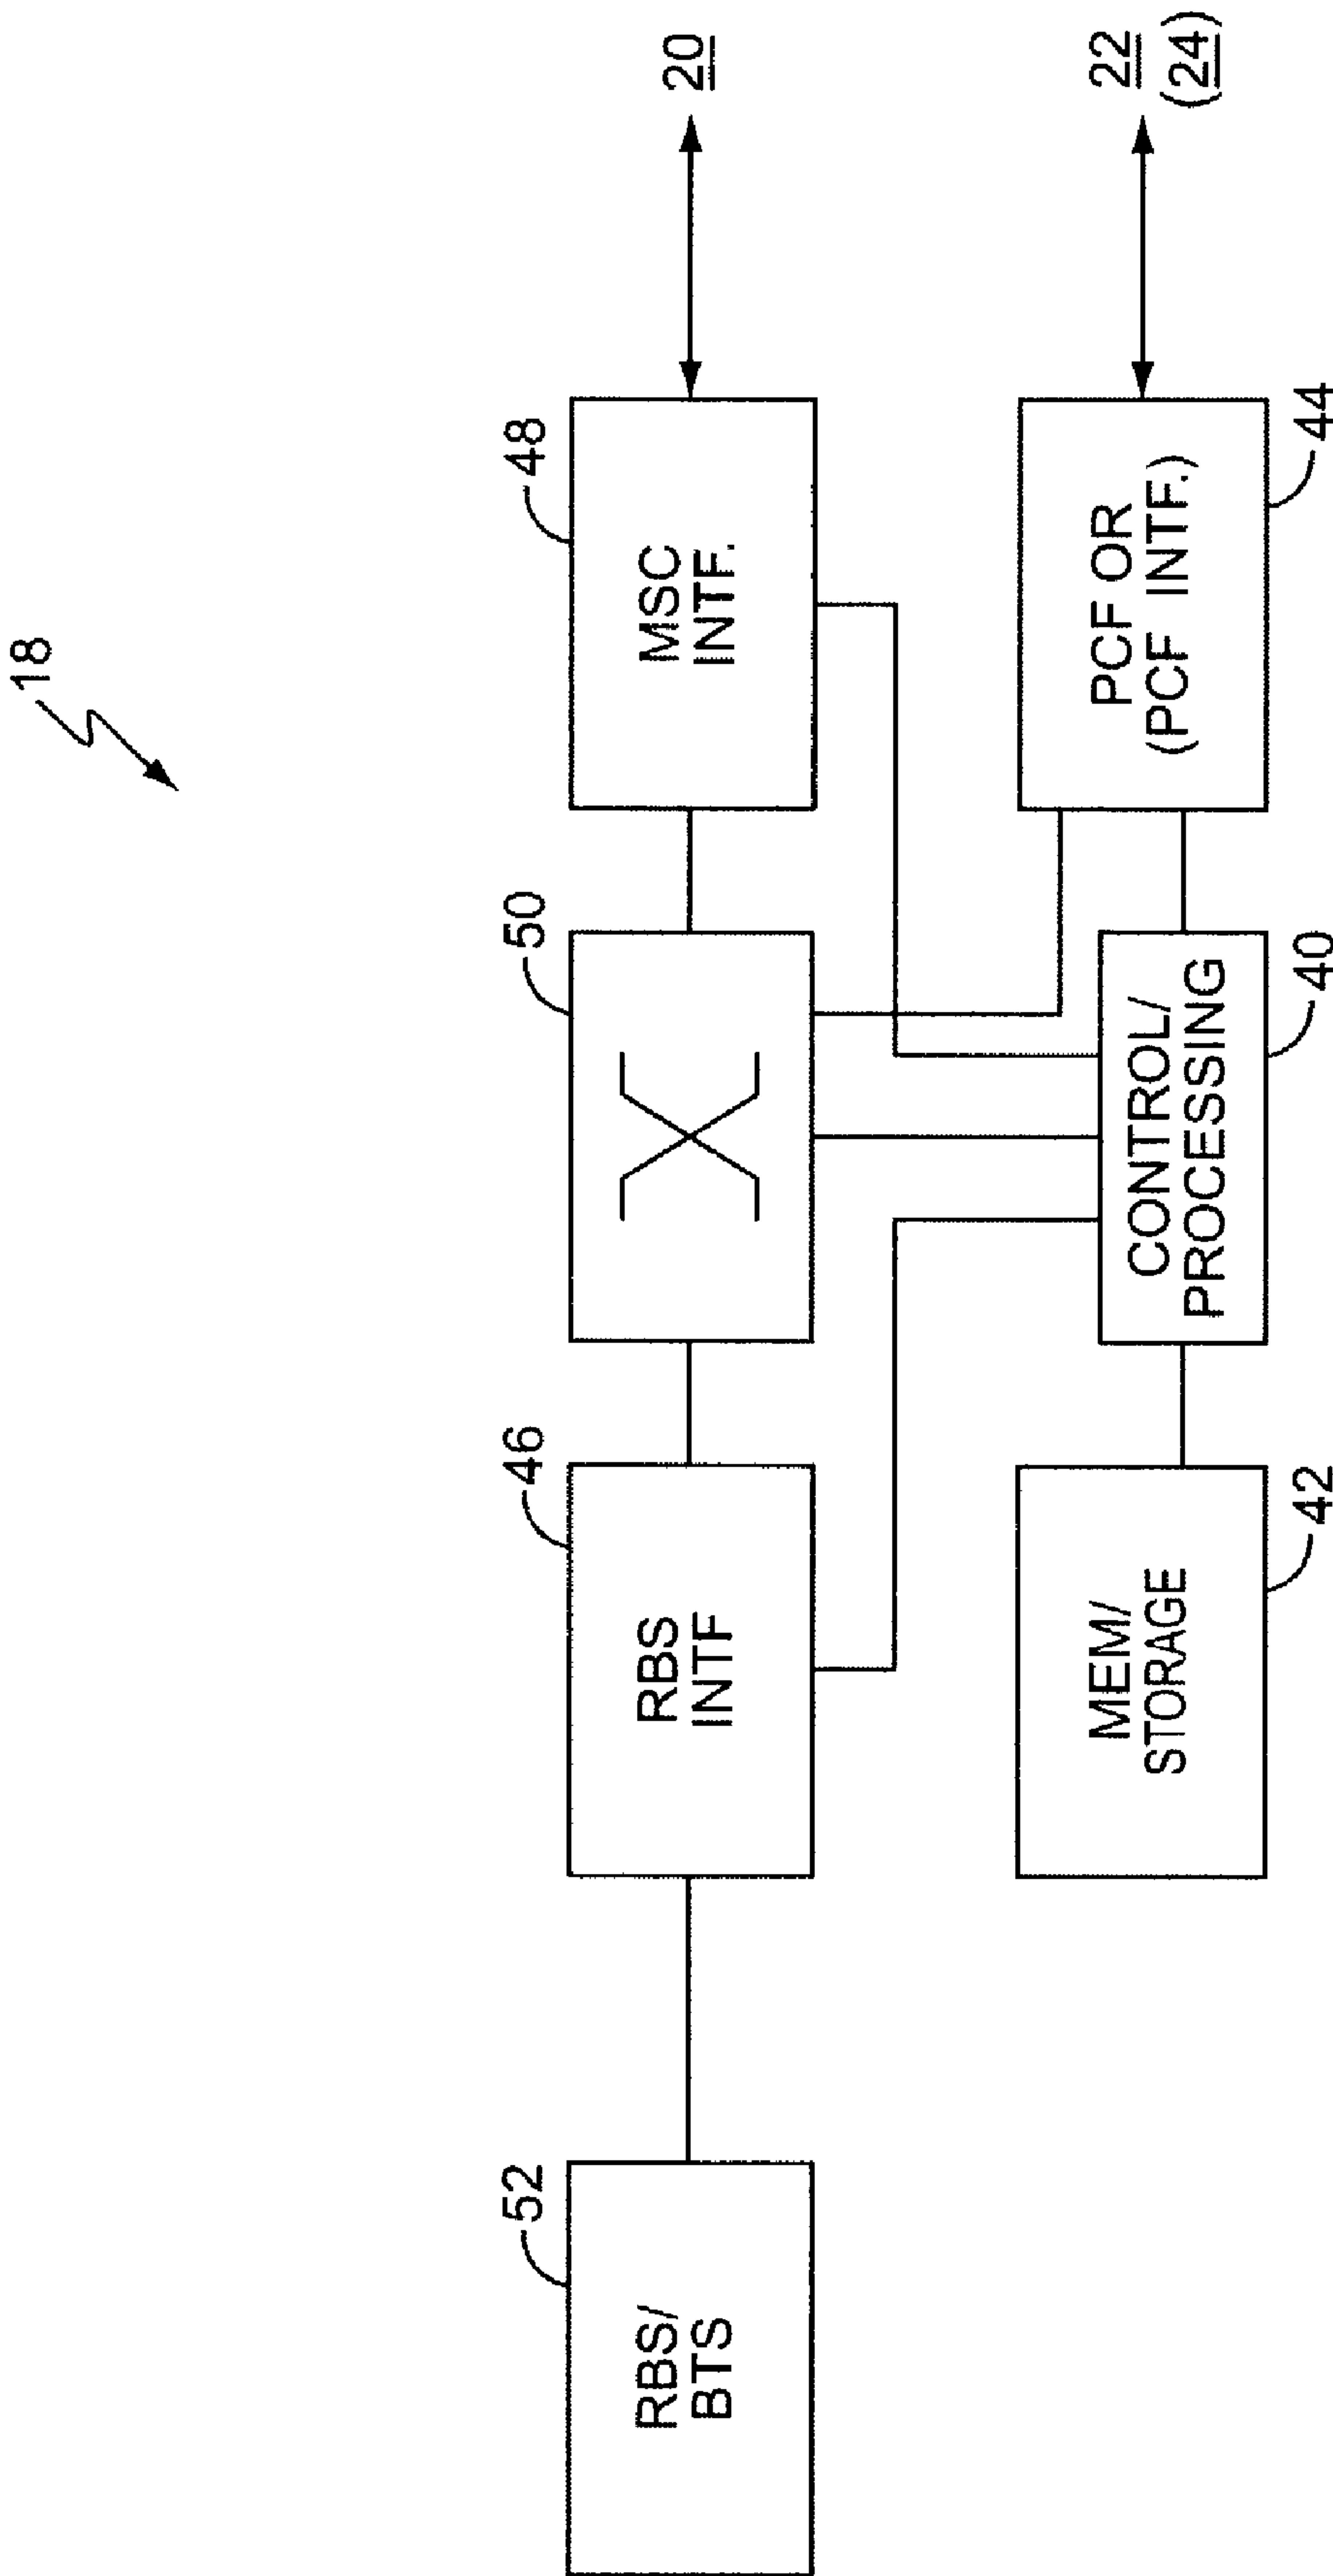 18
52
46
50
48
RBS/
BTS
RBS
INTF
MSC
INTF.
20
MEM/
STORAGE
CONTROL/
PROCESSING
PCF OR
(PCF INTF.)
22
(24)
42
40
44